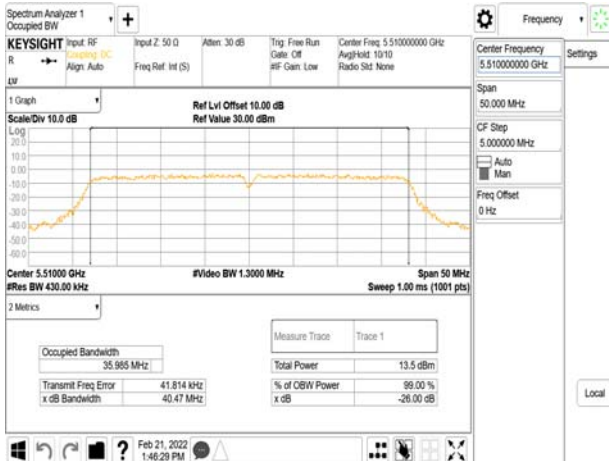 Spectrum Analyzer 1
Occupied BW
Frequency
KEYSIGHT
Input: RF
Coupling: DC
Align: Auto
Input Z: 50 Ω
Freq Ref: Int (S)
Atten: 30 dB
Trig: Free Run
Gate: Off
#IF Gain: Low
Center Freq: 5.510000000 GHz
Avg|Hold: 10/10
Radio Std: None
R
LW
Center Frequency
5.510000000 GHz
Settings
Span
50.000 MHz
CF Step
5.000000 MHz
Auto
Man
Freq Offset
0 Hz
Local
1 Graph
Scale/Div 10.0 dB
Ref Lvl Offset 10.00 dB
Ref Value 30.00 dBm
Log
20.0
10.0
0.00
-10.0
-20.0
-30.0
-40.0
-50.0
-60.0
Center 5.51000 GHz
#Res BW 430.00 kHz
#Video BW 1.3000 MHz
Span 50 MHz
Sweep 1.00 ms (1001 pts)
2 Metrics
Measure Trace
Trace 1
Occupied Bandwidth
35.965 MHz
Total Power
13.5 dBm
Transmit Freq Error
41.814 kHz
% of OBW Power
99.00 %
x dB Bandwidth
40.47 MHz
x dB
-26.00 dB
?
Feb 21, 2022
1:46:29 PM